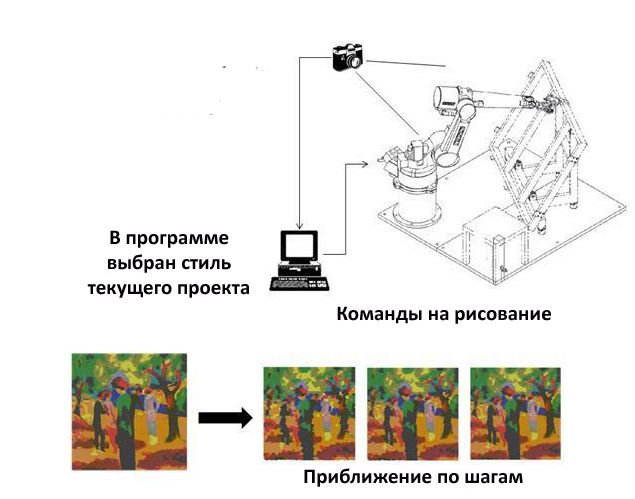 В программе
выбран стиль
текущего проекта
Команды на рисование
Приближение по шагам